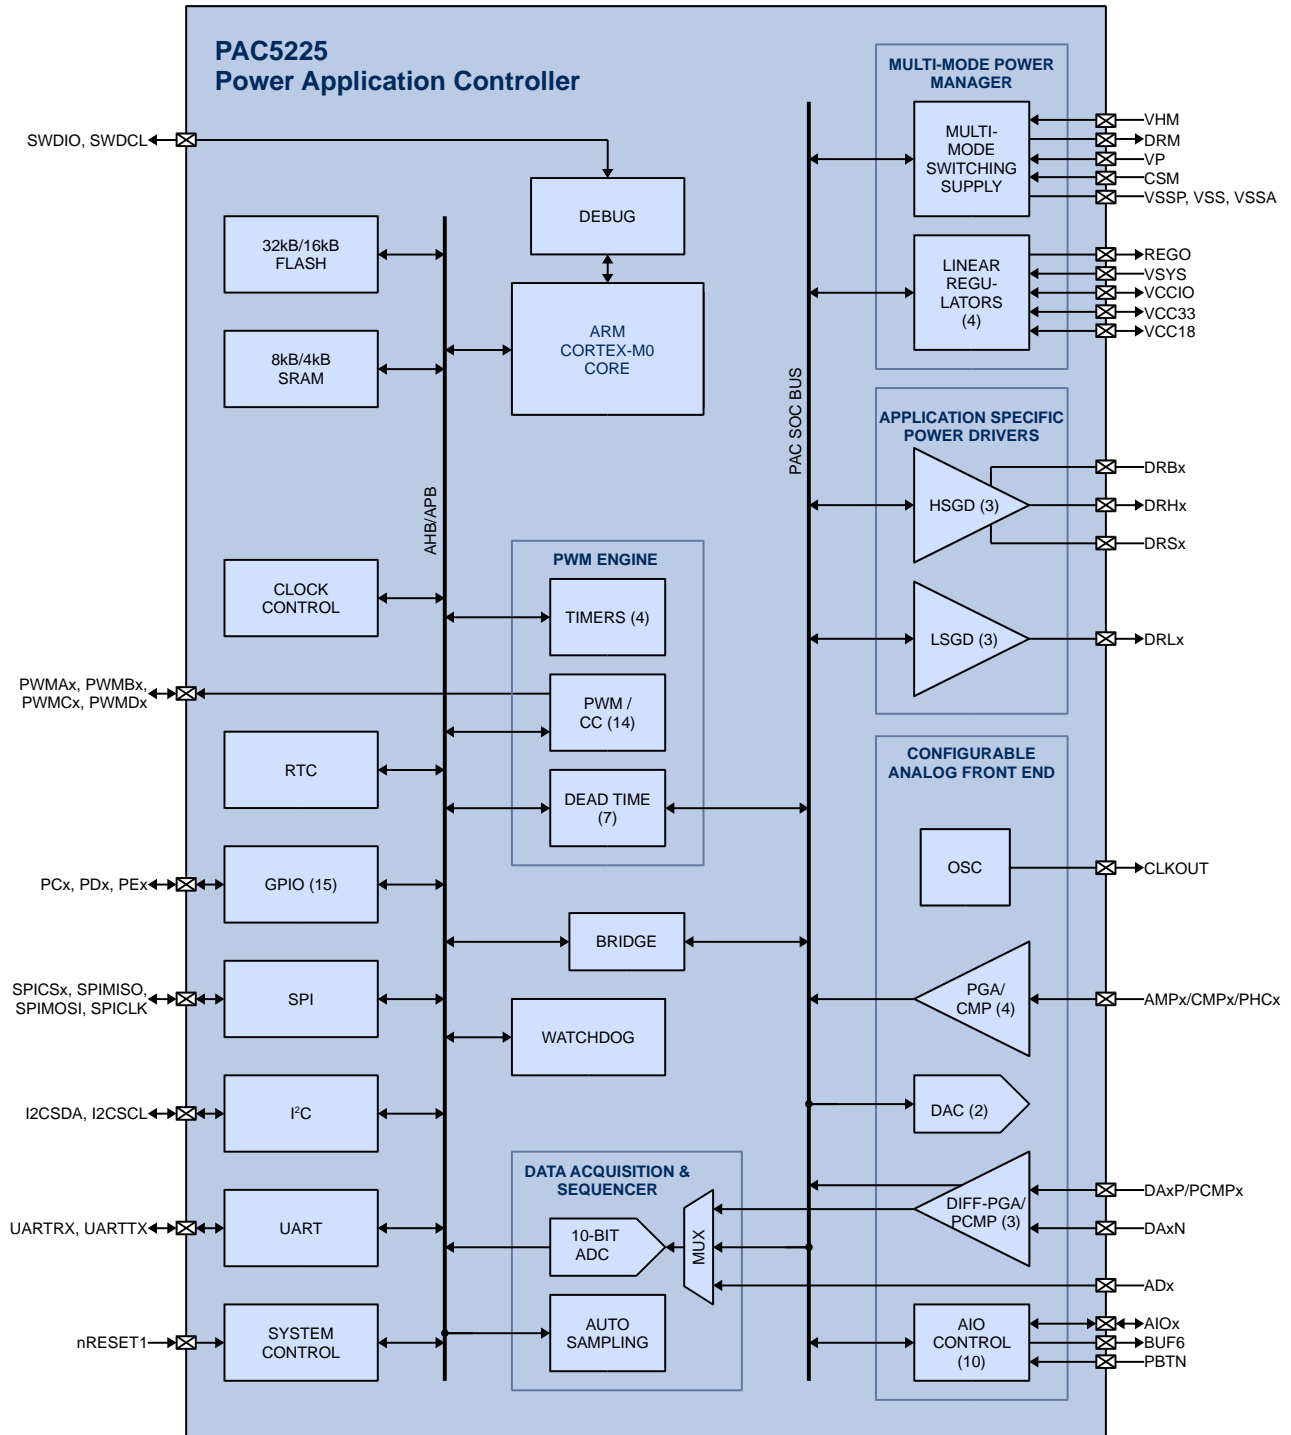 PAC5225
Power Application Controller
SWDIO, SWDCL
DEBUG
32kB/16kB
FLASH
8kB/4kB
SRAM
ARM
CORTEX-M0
CORE
AHB/APB
PAC SOC BUS
CLOCK
CONTROL
PWM ENGINE
TIMERS (4)
PWMAx, PWMBx,
PWMCx, PWMDx
PWM /
CC (14)
RTC
DEAD TIME
(7)
PCx, PDx, PEx
GPIO (15)
BRIDGE
SPICSx, SPIMISO,
SPIMOSI, SPICLK
SPI
WATCHDOG
I2CSDA, I2CSCL
I²C
DATA ACQUISITION &
SEQUENCER
UARTRX, UARTTX
UART
10-BIT
ADC
MUX
nRESET1
SYSTEM
CONTROL
AUTO
SAMPLING
MULTI-MODE POWER
MANAGER
MULTI-
MODE
SWITCHING
SUPPLY
VHM
DRM
VP
CSM
VSSP, VSS, VSSA
LINEAR
REGU-
LATORS
(4)
REGO
VSYS
VCCIO
VCC33
VCC18
APPLICATION SPECIFIC
POWER DRIVERS
HSGD (3)
DRBx
DRHx
DRSx
LSGD (3)
DRLx
CONFIGURABLE
ANALOG FRONT END
OSC
CLKOUT
PGA/
CMP (4)
AMPx/CMPx/PHCx
DAC (2)
DIFF-PGA/
PCMP (3)
DAxP/PCMPx
DAxN
ADx
AIO
CONTROL
(10)
AIOx
BUF6
PBTN